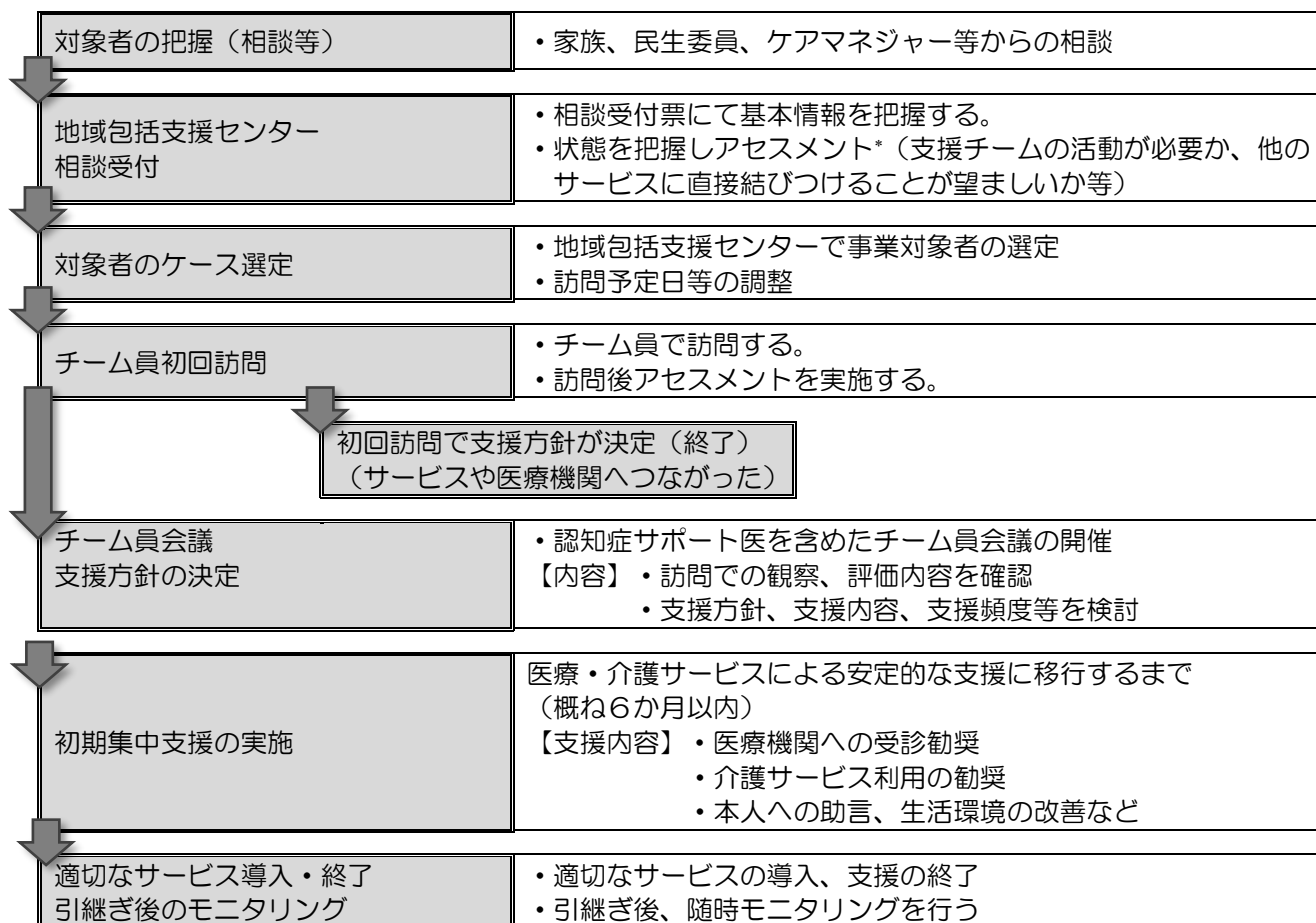 対象者の把握（相談等）
・家族、民生委員、ケアマネジャー等からの相談
地域包括支援センター
相談受付
・相談受付票にて基本情報を把握する。
・状態を把握しアセスメント*（支援チームの活動が必要か、他の
サービスに直接結びつけることが望ましいか等）
対象者のケース選定
・地域包括支援センターで事業対象者の選定
・訪問予定日等の調整
チーム員初回訪問
・チーム員で訪問する。
・訪問後アセスメントを実施する。
初回訪問で支援方針が決定（終了）
（サービスや医療機関へつながった）
チーム員会議
支援方針の決定
・認知症サポート医を含めたチーム員会議の開催
【内容】・訪問での観察、評価内容を確認
・支援方針、支援内容、支援頻度等を検討
初期集中支援の実施
医療・介護サービスによる安定的な支援に移行するまで
（概ね６か月以内）
【支援内容】・医療機関への受診勧奨
・介護サービス利用の勧奨
・本人への助言、生活環境の改善など
適切なサービス導入・終了
引継ぎ後のモニタリング
・適切なサービスの導入、支援の終了
・引継ぎ後、随時モニタリングを行う